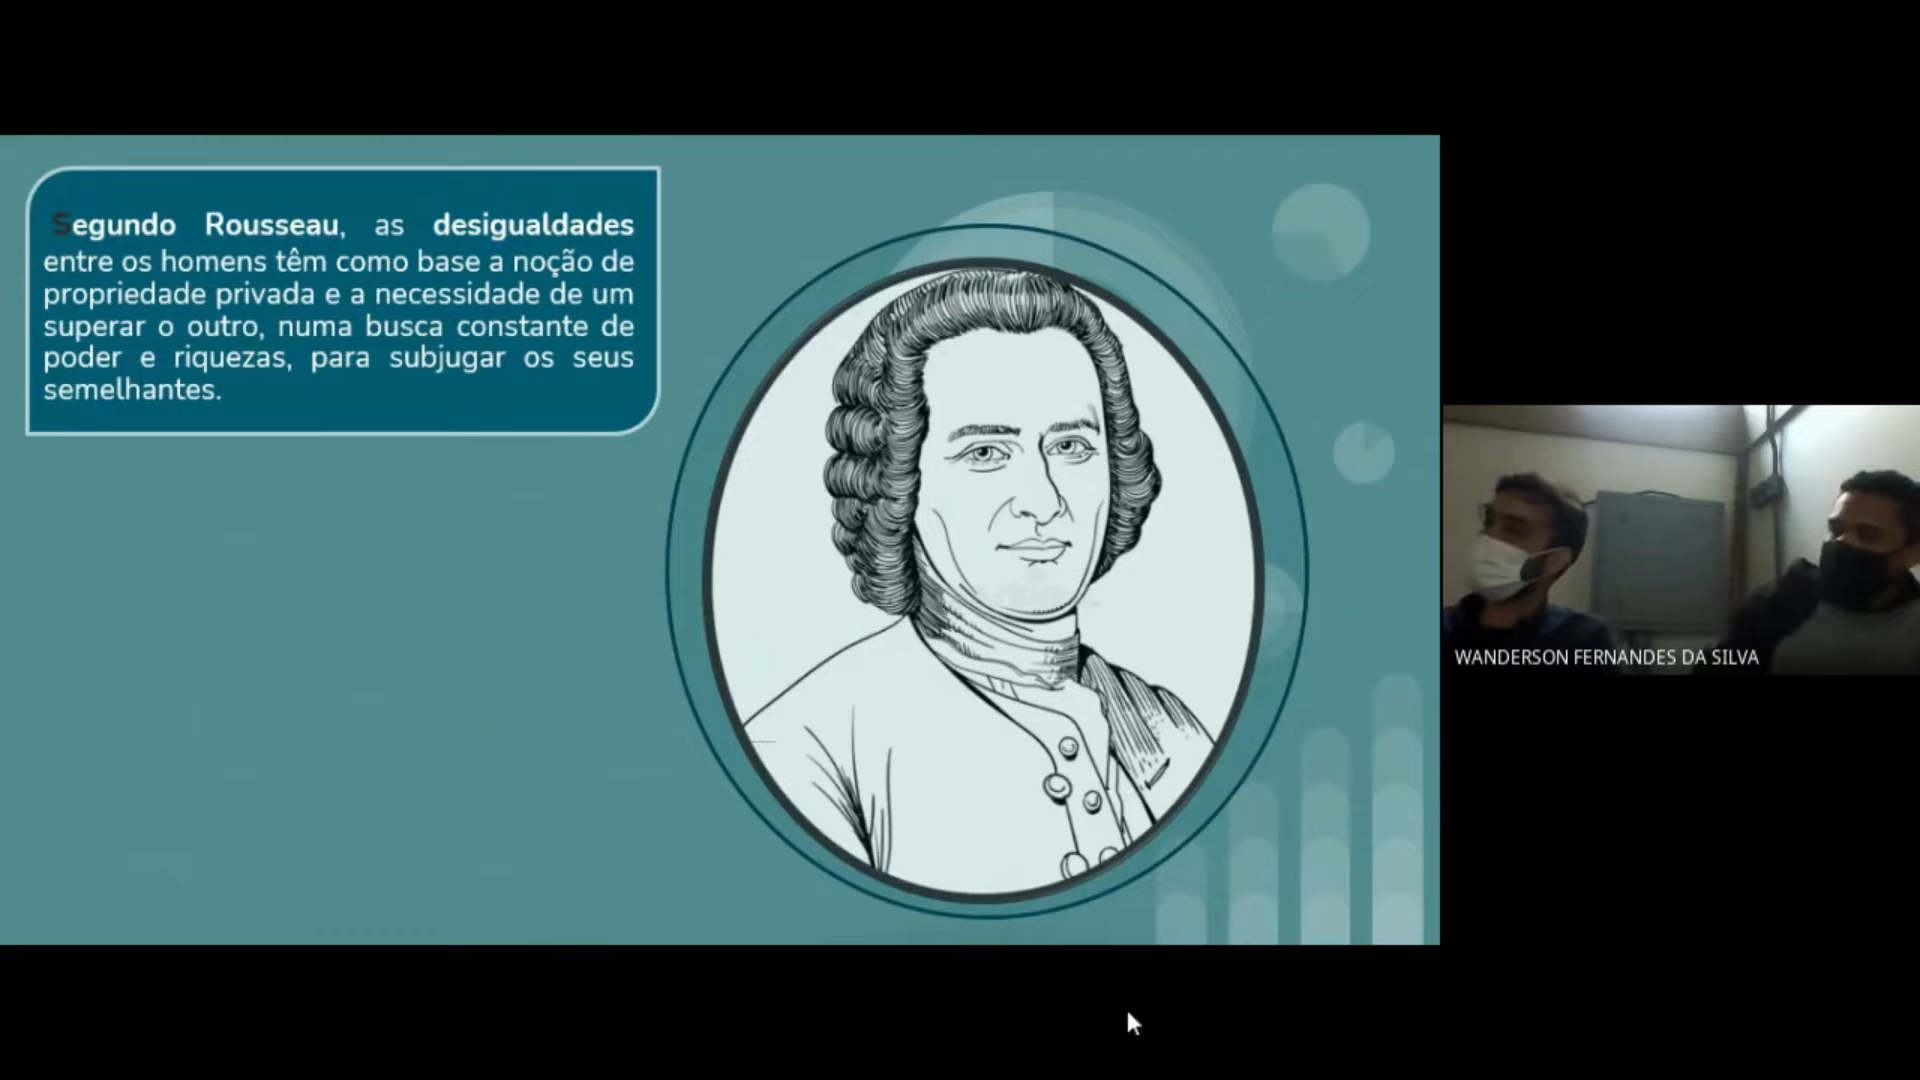 Segundo Rousseau, as desigualdades
entre os homens têm como base a noção de
propriedade privada e a necessidade de um
superar o outro, numa busca constante de
poder e riquezas, para subjugar os seus
semelhantes.
WANDERSON FERNANDES DA SILVA